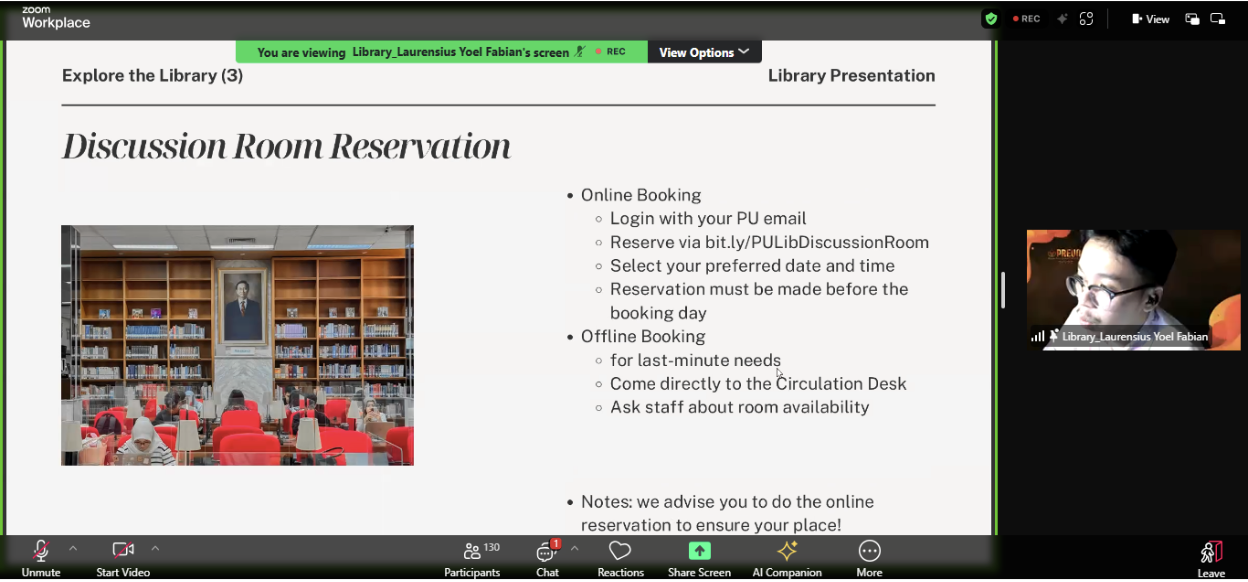 zoom
Workplace
REC
View
You are viewing Library_Laurensius Yoel Fabian's screen
REC
View Options
Explore the Library (3)
Library Presentation
Discussion Room Reservation
• Online Booking
◦ Login with your PU email
◦ Reserve via bit.ly/PULibDiscussionRoom
◦ Select your preferred date and time
◦ Reservation must be made before the
booking day
• Offline Booking
◦ for last-minute needs
◦ Come directly to the Circulation Desk
◦ Ask staff about room availability
• Notes: we advise you to do the online
reservation to ensure your place!
Library_Laurensius Yoel Fabian
Unmute
Start Video
130
Participants
1
Chat
Reactions
Share Screen
AI Companion
More
Leave